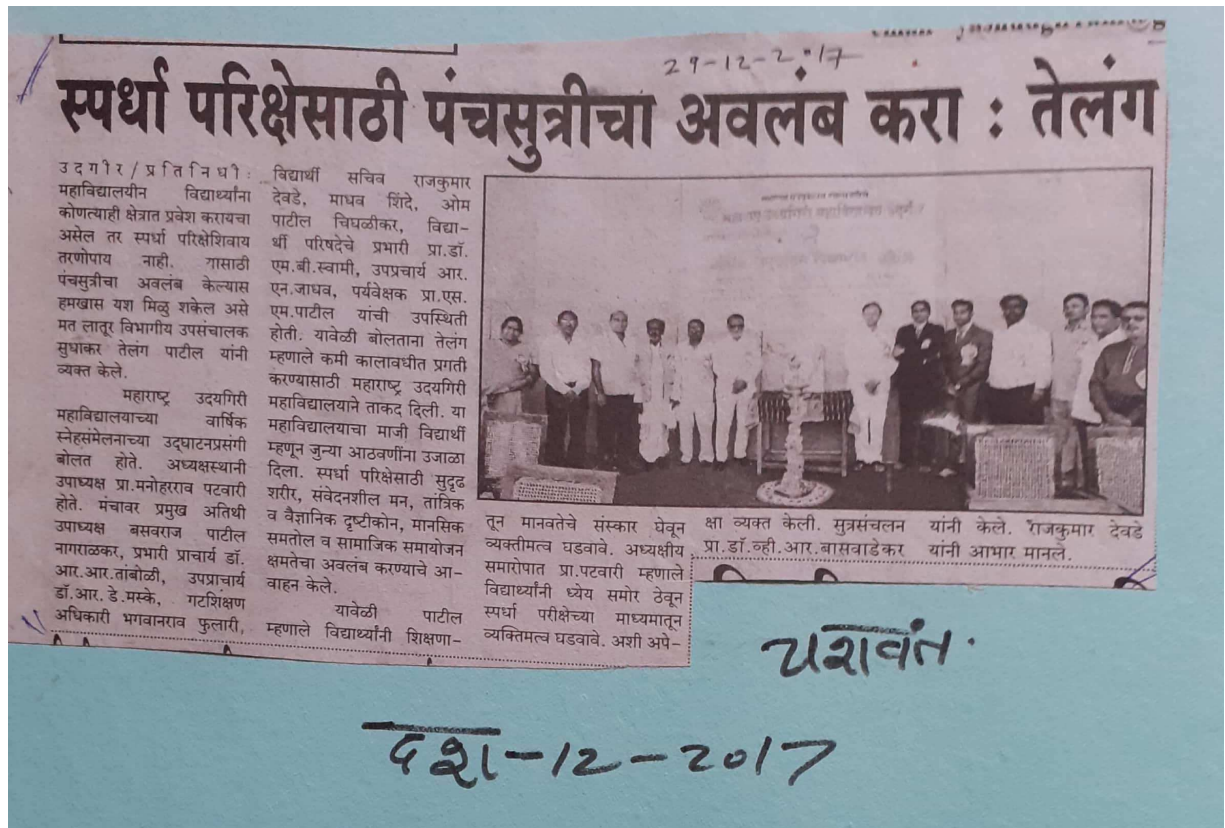 29-12-2017
स्पर्धा परिक्षेसाठी पंचसुत्रीचा अवलंब करा : तेलंग
उदगीर/प्रतिनिधी:
महाविद्यालयीन विद्यार्थ्यांना
कोणत्याही क्षेत्रात प्रवेश करायचा
असेल तर स्पर्धा परिक्षेशिवाय
तरणोपाय नाही. यासाठी
पंचसुत्रीचा अवलंब केल्यास
हमखास यश मिळु शकेल असे
मत लातूर विभागीय उपसंचालक
सुधाकर तेलंग पाटील यांनी
व्यक्त केले.
महाराष्ट्र उदयगिरी
महाविद्यालयाच्या वार्षिक
स्नेहसंमेलनाच्या उद्घाटनप्रसंगी
बोलत होते. अध्यक्षस्थानी
उपाध्यक्ष प्रा.मनोहरराव पटवारी
होते. मंचावर प्रमुख अतिथी
उपाध्यक्ष बसवराज पाटील
नागराळकर, प्रभारी प्राचार्य डॉ.
आर.आर.तांबोळी, उपप्राचार्य
डॉ.आर. डे.मस्के, गटशिक्षण
अधिकारी भगवानराव फुलारी,
विद्यार्थी सचिव राजकुमार
देवडे, माधव शिंदे, ओम
पाटील चिघळीकर, विद्या-
र्थी परिषदेचे प्रभारी प्रा.डॉ.
एम.बी.स्वामी, उपप्रचार्य आर.
एन.जाधव, पर्यवेक्षक प्रा.एस.
एम.पाटील यांची उपस्थिती
होती. यावेळी बोलताना तेलंग
म्हणाले कमी कालावधीत प्रगती
करण्यासाठी महाराष्ट्र उदयगिरी
महाविद्यालयाने ताकद दिली. या
महाविद्यालयाचा माजी विद्यार्थी
म्हणून जुन्या आठवणींना उजाळा
दिला. स्पर्धा परिक्षेसाठी सुदृढ
शरीर, संवेदनशील मन, तांत्रिक
व वैज्ञानिक दृष्टीकोन, मानसिक
समतोल व सामाजिक समायोजन
क्षमतेचा अवलंब करण्याचे आ-
वाहन केले.
यावेळी पाटील
म्हणाले विद्यार्थ्यांनी शिक्षणा-
तून मानवतेचे संस्कार घेवून
व्यक्तीमत्व घडवावे. अध्यक्षीय
समारोपात प्रा.पटवारी म्हणाले
विद्यार्थ्यांनी ध्येय समोर ठेवून
स्पर्धा परीक्षेच्या माध्यमातून
व्यक्तिमत्व घडवावे. अशी अपे-
क्षा व्यक्त केली. सुत्रसंचलन
प्रा.डॉ.व्ही.आर.बासवाडेकर
यांनी केले. राजकुमार देवडे
यांनी आभार मानले.
यशवंत.
दश-12-2017